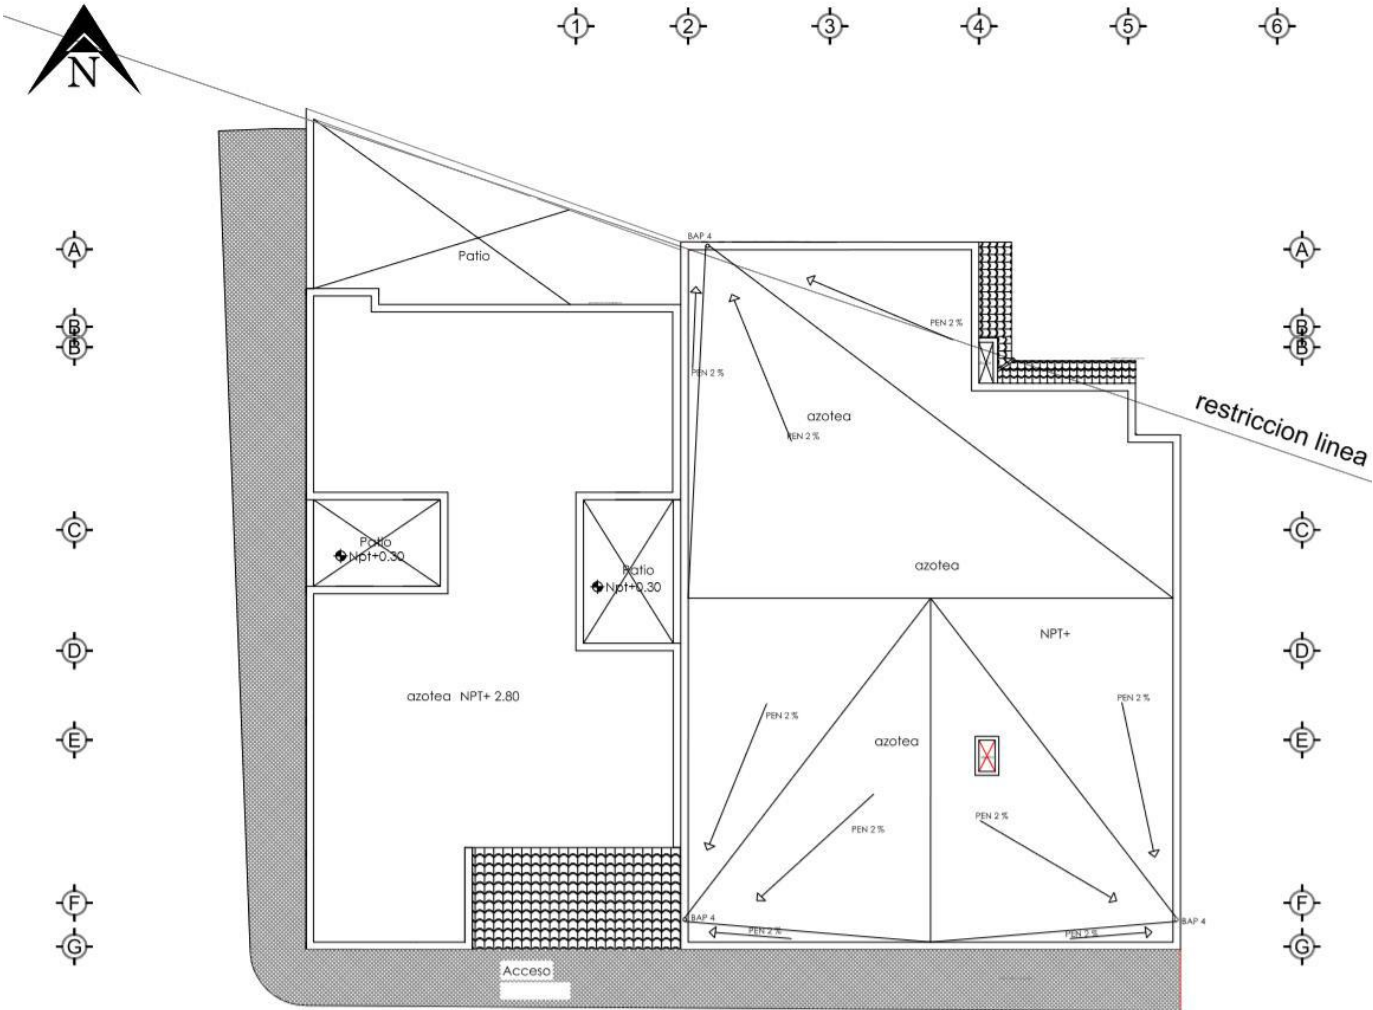 N
1 2 3 4 5 6
BAP 4
A A
Patio
B PEN 2 % B
B B
PEN 2 %
restriccion linea
azotea
PEN 2 %
C C
Patio
Npt+0.30
azotea
Patio
Npt+0.30
NPT+
D D
azotea NPT+ 2.80
PEN 2 %
PEN 2 %
E azotea E
PEN 2 %
PEN 2 %
F F
BAP 4
BAP 4
PEN 2 %
PEN 2 %
G G
Acceso